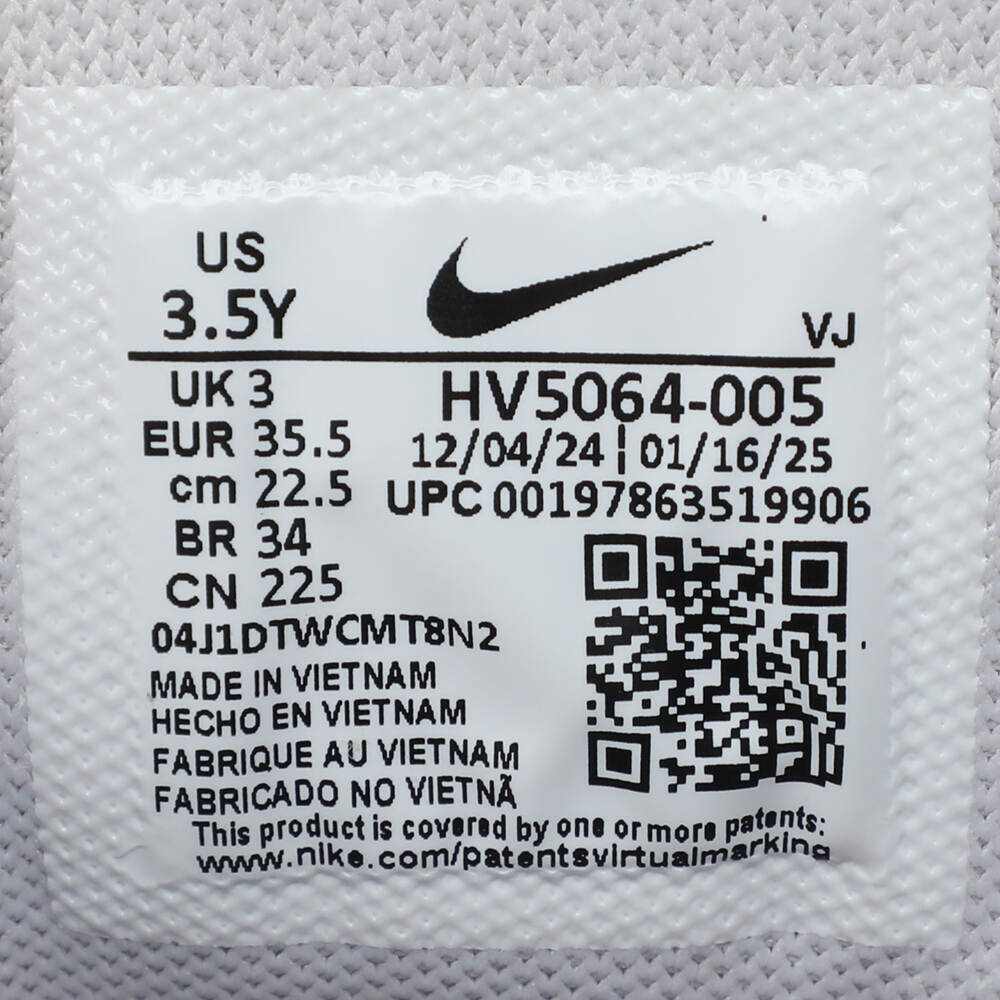 US
3.5Y
VJ
UK 3
EUR 35.5
cm 22.5
BR 34
CN 225
HV5064-005
12/04/24 ¦ 01/16/25
UPC 00197863519906
04J1DTWCMT8N2
MADE IN VIETNAM
HECHO EN VIETNAM
FABRIQUE AU VIETNAM
FABRICADO NO VIETNÃ
This product is covered by one or more patents:
www.nike.com/patentsvirtualmarking